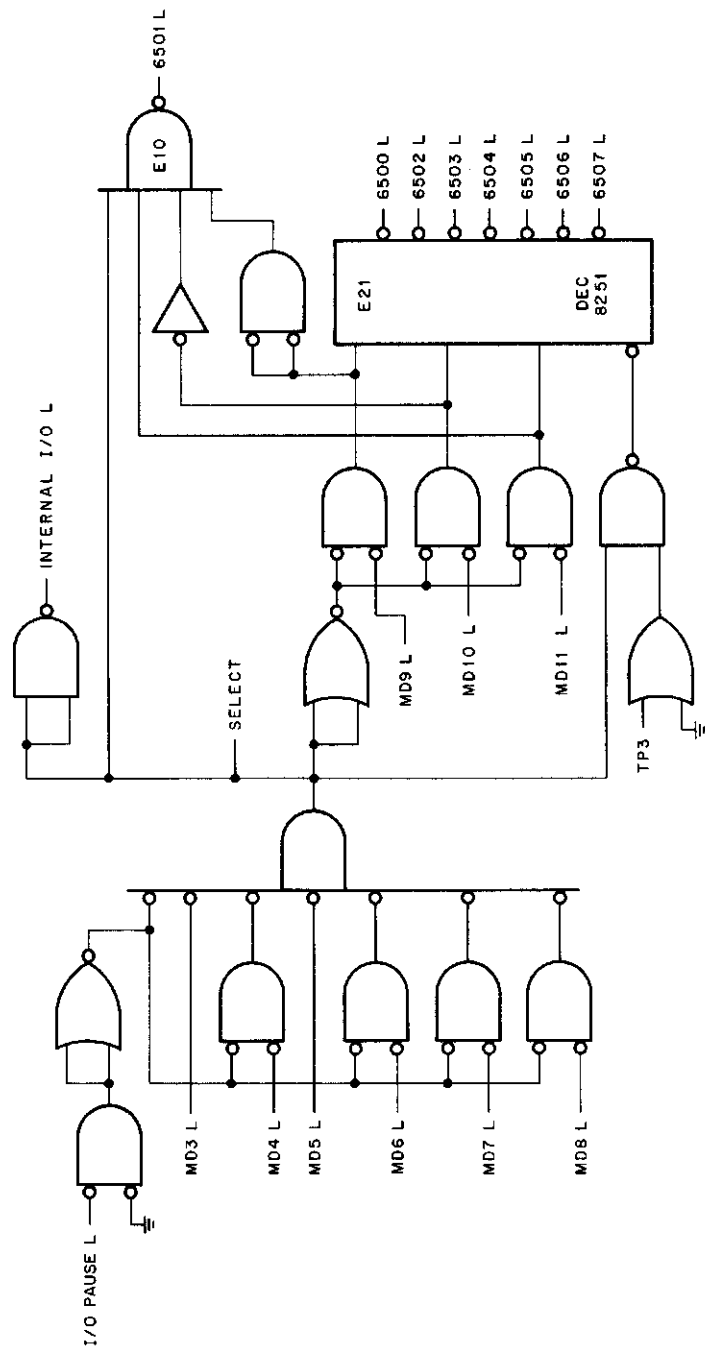 I/O PAUSE L
MD3 L
MD4 L
MD5 L
MD6 L
MD7 L
MD8 L
SELECT
INTERNAL I/O L
MD9 L
MD10 L
MD11 L
TP3
E10
6501 L
E21
DEC
8251
6500 L
6502 L
6503 L
6504 L
6505 L
6506 L
6507 L